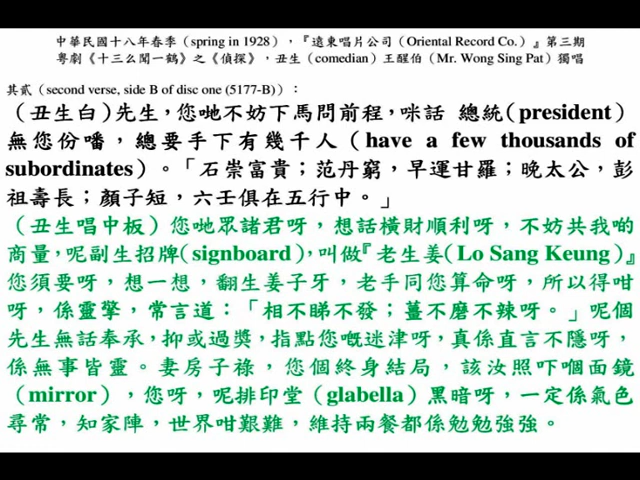 中華民國十八年春季（spring in 1928），『遠東唱片公司（Oriental Record Co.）』第三期
粵劇《十三么聞一鶴》之《偵探》，丑生（comedian）王醒伯（Mr. Wong Sing Pat）獨唱
其貳（second verse, side B of disc one (5177-B)）：
（丑生白）先生，您哋不妨下馬問前程，咪話 總統（president）
無您份噃，總要手下有幾千人（have a few thousands of
subordinates）。「石崇富貴；范丹窮，早運甘羅；晚太公，彭
祖壽長；顏子短，六壬俱在五行中。」
（丑生唱中板）您哋眾諸君呀，想話橫財順利呀，不妨共我啲
商量，呢副生招牌（signboard），叫做『老生姜（Lo Sang Keung）』
您須要呀，想一想，翻生姜子牙，老手同您算命呀，所以得咁
呀，係靈擎，常言道：「相不睇不發；薑不磨不辣呀。」呢個
先生無話奉承，抑或過獎，指點您嘅迷津呀，真係直言不隱呀，
係無事皆靈。妻房子祿，您個終身結局，該汝照吓嗰面鏡
（mirror），您呀，呢排印堂（glabella）黑暗呀，一定係氣色
尋常，知家陣，世界咁艱難，維持兩餐都係勉勉強強。